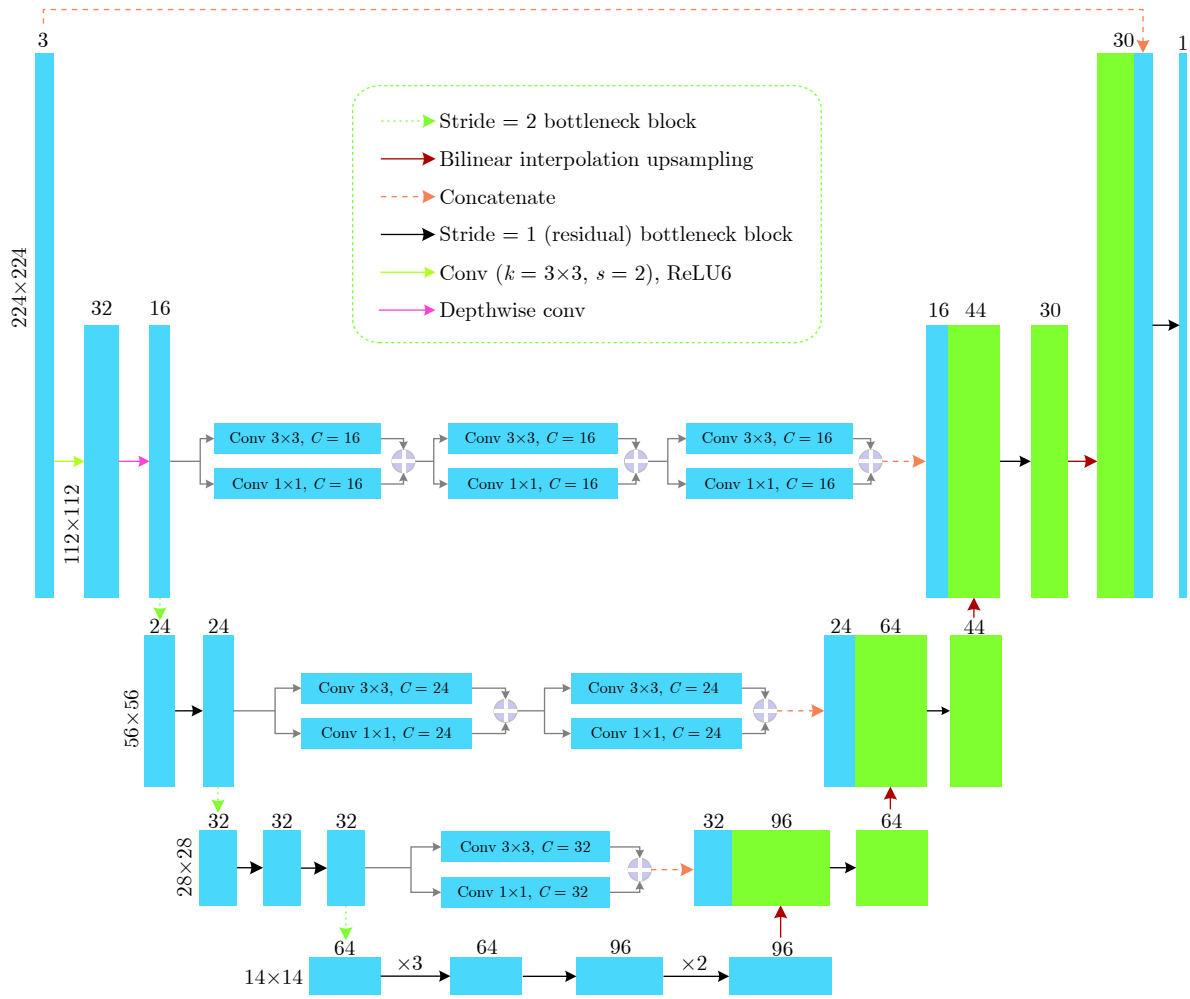 3
30
1
Stride = 2 bottleneck block
Bilinear interpolation upsampling
Concatenate
Stride = 1 (residual) bottleneck block
Conv (k = 3×3, s = 2), ReLU6
Depthwise conv
224×224
32
16
16
44
30
112×112
Conv 3×3, C = 16
Conv 3×3, C = 16
Conv 3×3, C = 16
Conv 1×1, C = 16
Conv 1×1, C = 16
Conv 1×1, C = 16
24
24
24
64
44
56×56
Conv 3×3, C = 24
Conv 3×3, C = 24
Conv 1×1, C = 24
Conv 1×1, C = 24
32
32
32
32
96
64
28×28
Conv 3×3, C = 32
Conv 1×1, C = 32
64
64
96
96
14×14
×3
×2